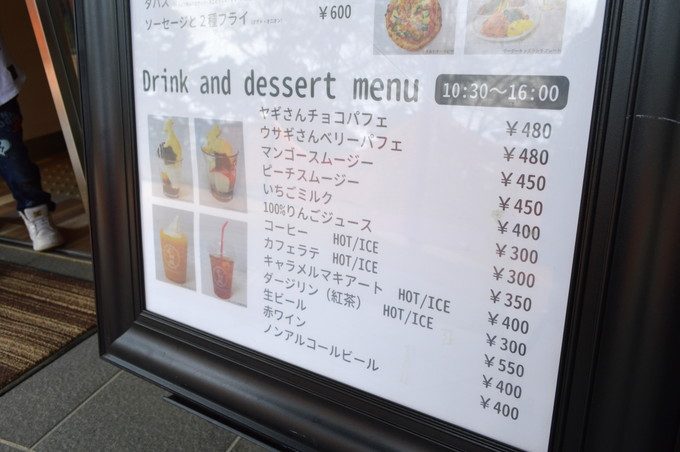 タパス
ソーセージと２種フライ ￥600
Drink and dessert menu 10:30～16:00
ヤギさんチョコパフェ ￥480
ウサギさんベリーパフェ ￥480
マンゴースムージー ￥450
ピーチスムージー ￥450
いちごミルク ￥400
100%りんごジュース ￥300
コーヒー HOT/ICE ￥300
カフェラテ HOT/ICE ￥350
キャラメルマキアート HOT/ICE ￥400
ダージリン（紅茶） HOT/ICE ￥300
生ビール ￥550
赤ワイン ￥400
ノンアルコールビール ￥400